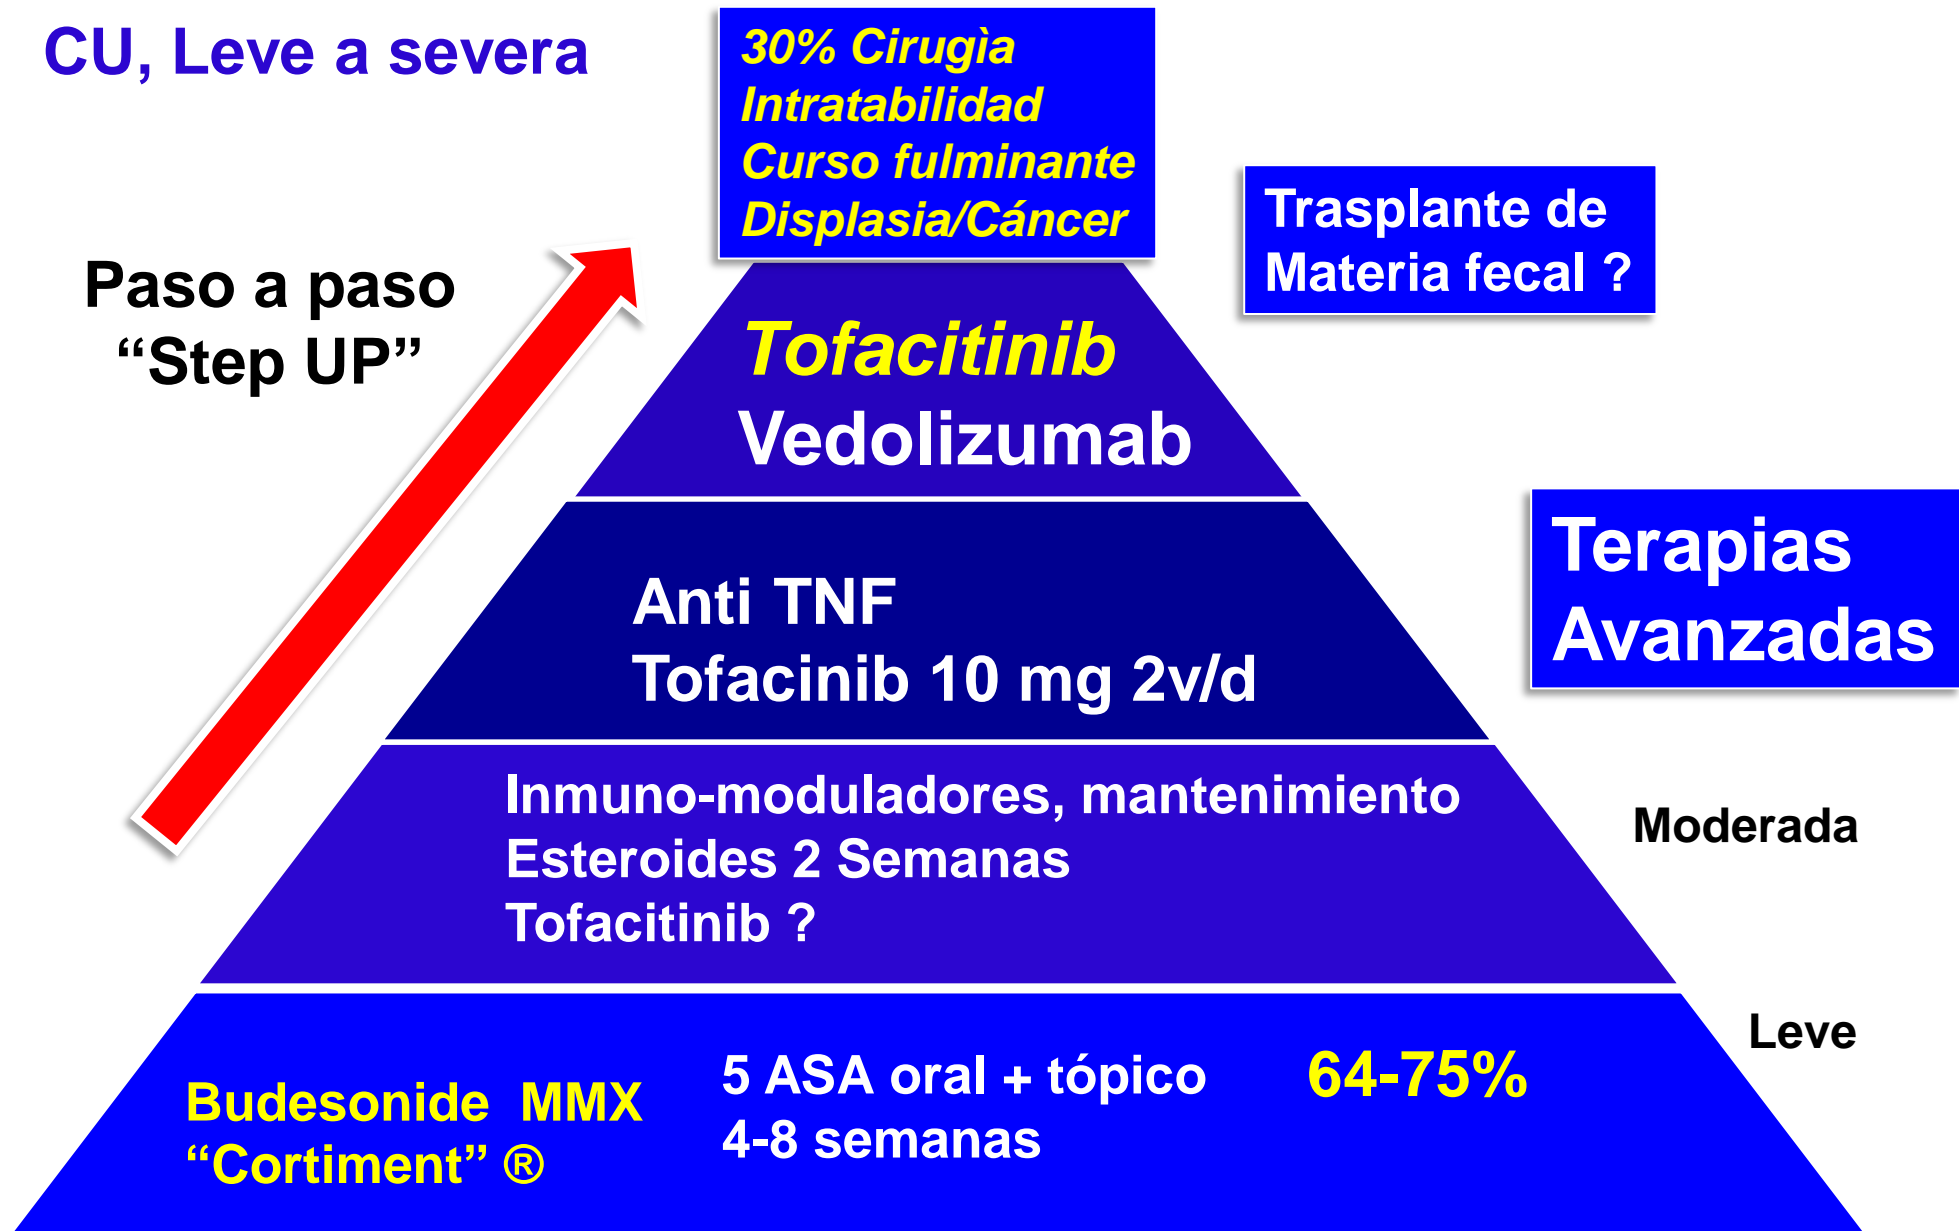 CU, Leve a severa
30% Cirugìa
Intratabilidad
Curso fulminante
Displasia/Cáncer
Trasplante de
Materia fecal ?
Paso a paso
“Step UP”
Tofacitinib
Vedolizumab
Terapias
Avanzadas
Anti TNF
Tofacinib 10 mg 2v/d
Inmuno-moduladores, mantenimiento
Esteroides 2 Semanas
Tofacitinib ?
Moderada
Leve
Budesonide MMX
“Cortiment” ®
5 ASA oral + tópico
4-8 semanas
64-75%